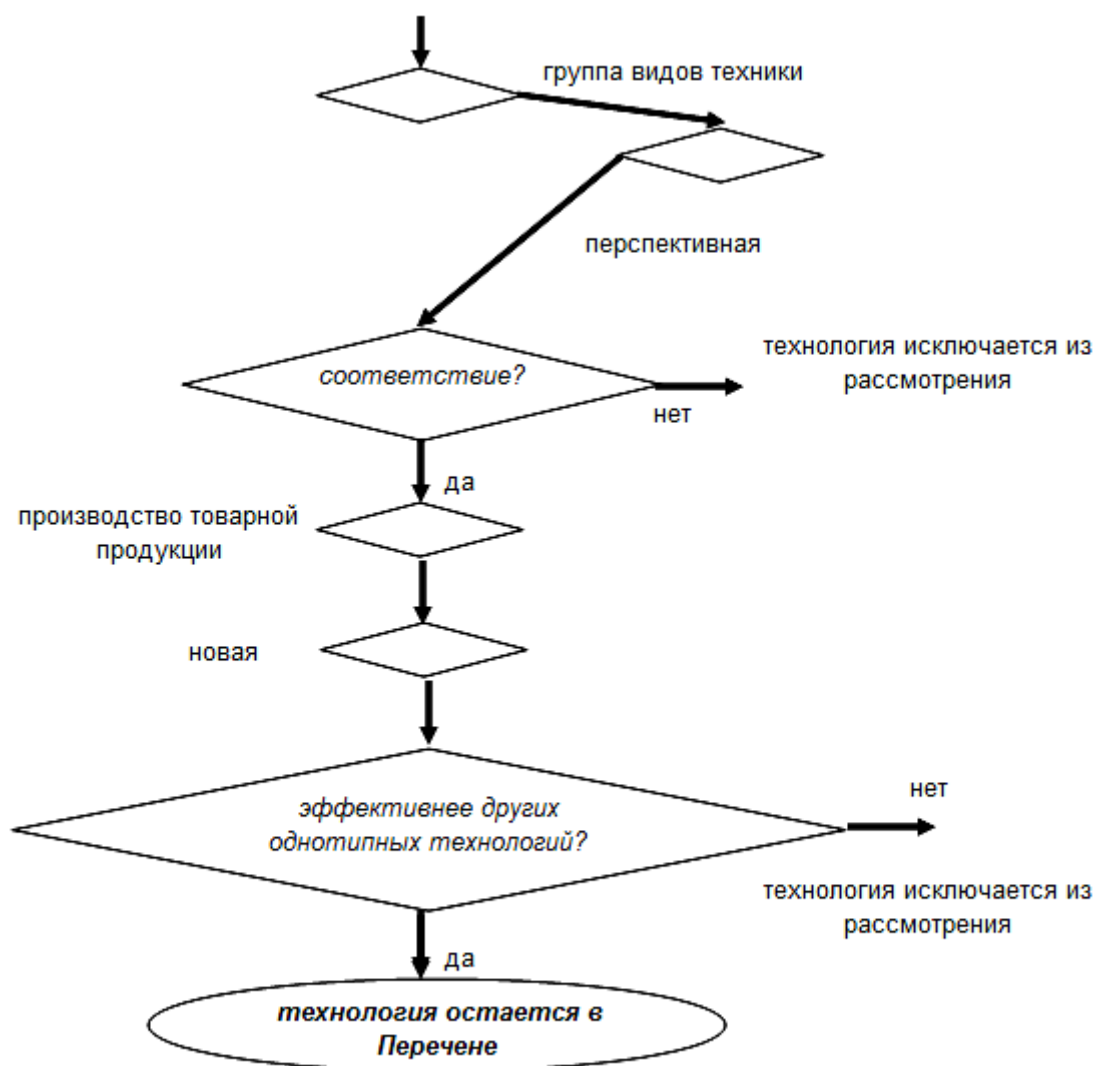 группа видов техники
перспективная
соответствие?
технология исключается из
рассмотрения
нет
да
производство товарной
продукции
новая
эффективнее других
однотипных технологий?
нет
технология исключается из
рассмотрения
да
технология остается в
Перечене